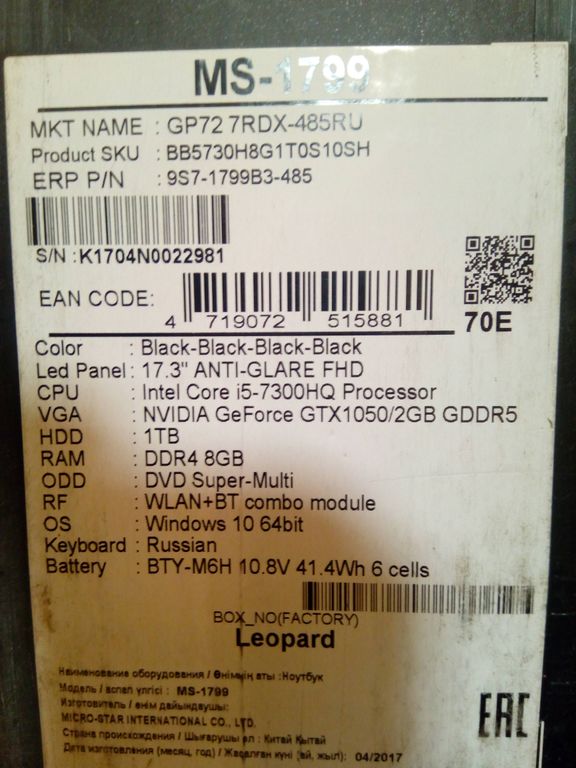 MS-1799
MKT NAME : GP72 7RDX-485RU
Product SKU : BB5730H8G1T0S10SH
ERP P/N : 9S7-1799B3-485
S/N : K1704N0022981
EAN CODE:
4 719072 515881
70E
Color : Black-Black-Black-Black
Led Panel : 17.3" ANTI-GLARE FHD
CPU : Intel Core i5-7300HQ Processor
VGA : NVIDIA GeForce GTX1050/2GB GDDR5
HDD : 1TB
RAM : DDR4 8GB
ODD : DVD Super-Multi
RF : WLAN+BT combo module
OS : Windows 10 64bit
Keyboard : Russian
Battery : BTY-M6H 10.8V 41.4Wh 6 cells
BOX_NO(FACTORY)
Leopard
Наименование оборудования / Өнімнің аты :Ноутбук
Модель / аспап үлгісі : MS-1799
Изготовитель / өнім дайындаушы:
MICRO-STAR INTERNATIONAL CO., LTD.
Страна происхождения / Шығарушы ел : Китай Қытай
Дата изготовления (месяц, год) / Жасалған күні (ай, жыл): 04/2017
EAC